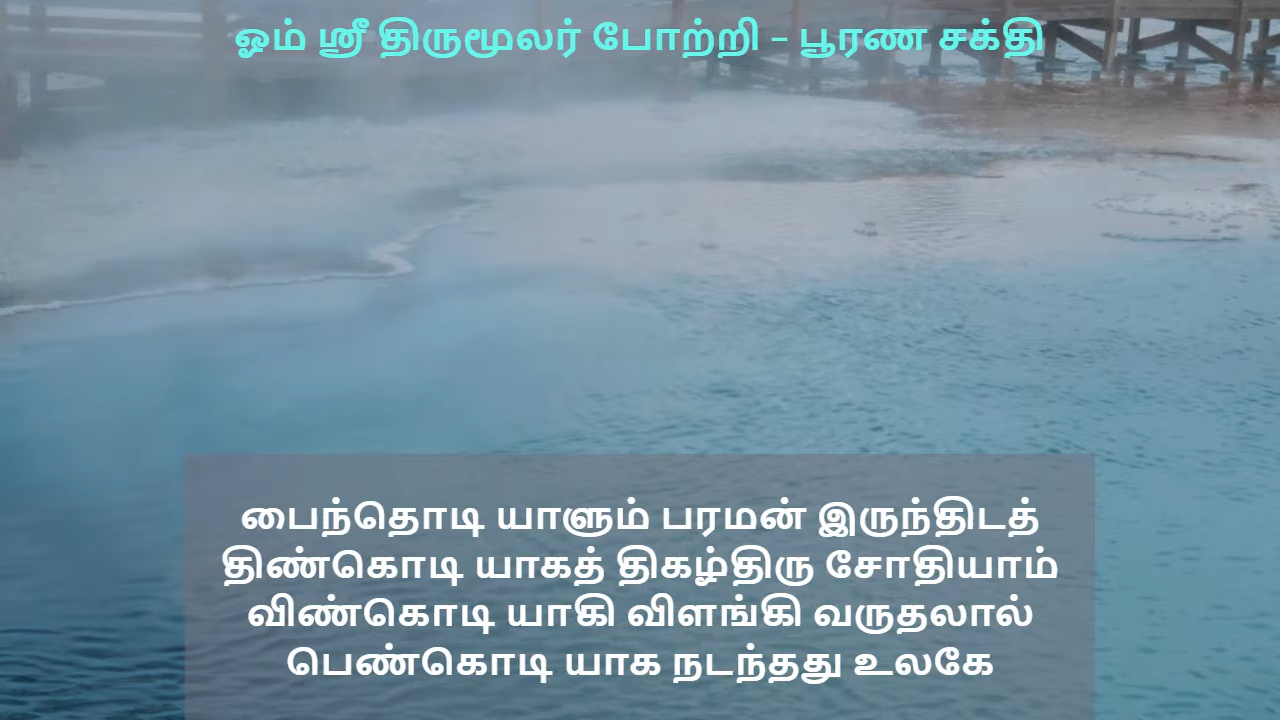 ஓம் ஸ்ரீ திருமூலர் போற்றி - பூரண சக்தி
பைந்தொடி யாளும் பரமன் இருந்திடத்
திண்கொடி யாகத் திகழ்திரு சோதியாம்
விண்கொடி யாகி விளங்கி வருதலால்
பெண்கொடி யாக நடந்தது உலகே